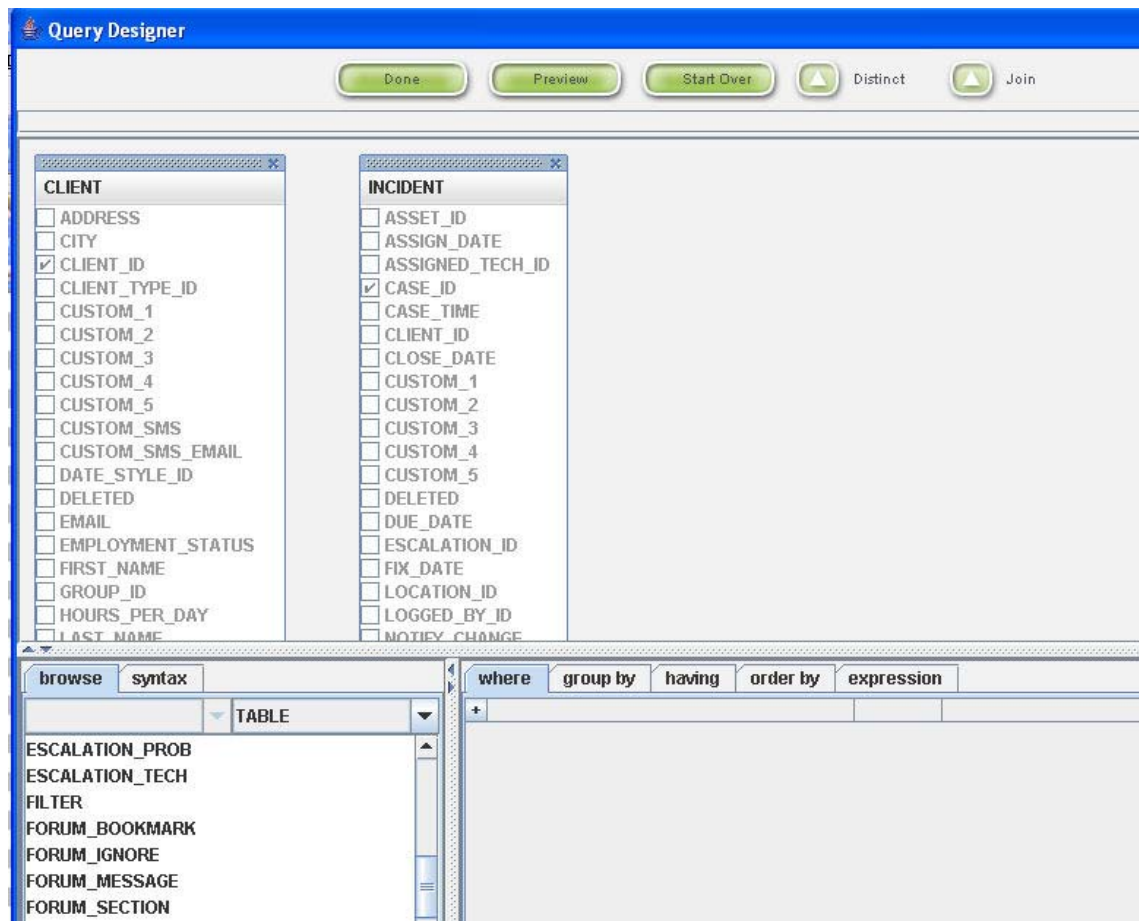 Query Designer
Done Preview Start Over Distinct Join
CLIENT
ADDRESS
CITY
CLIENT_ID
CLIENT_TYPE_ID
CUSTOM_1
CUSTOM_2
CUSTOM_3
CUSTOM_4
CUSTOM_5
CUSTOM_SMS
CUSTOM_SMS_EMAIL
DATE_STYLE_ID
DELETED
EMAIL
EMPLOYMENT_STATUS
FIRST_NAME
GROUP_ID
HOURS_PER_DAY
LAST_NAME
INCIDENT
ASSET_ID
ASSIGN_DATE
ASSIGNED_TECH_ID
CASE_ID
CASE_TIME
CLIENT_ID
CLOSE_DATE
CUSTOM_1
CUSTOM_2
CUSTOM_3
CUSTOM_4
CUSTOM_5
DELETED
DUE_DATE
ESCALATION_ID
FIX_DATE
LOCATION_ID
LOGGED_BY_ID
NOTIFY_CHANGE
browse syntax
TABLE
ESCALATION_PROB
ESCALATION_TECH
FILTER
FORUM_BOOKMARK
FORUM_IGNORE
FORUM_MESSAGE
FORUM_SECTION
where group by having order by expression
+